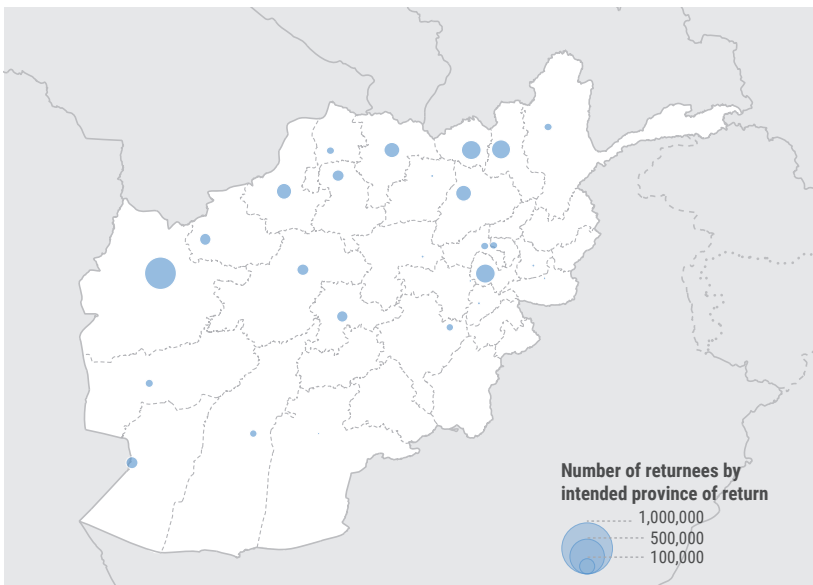 Number of returnees by
intended province of return
1,000,000
500,000
100,000